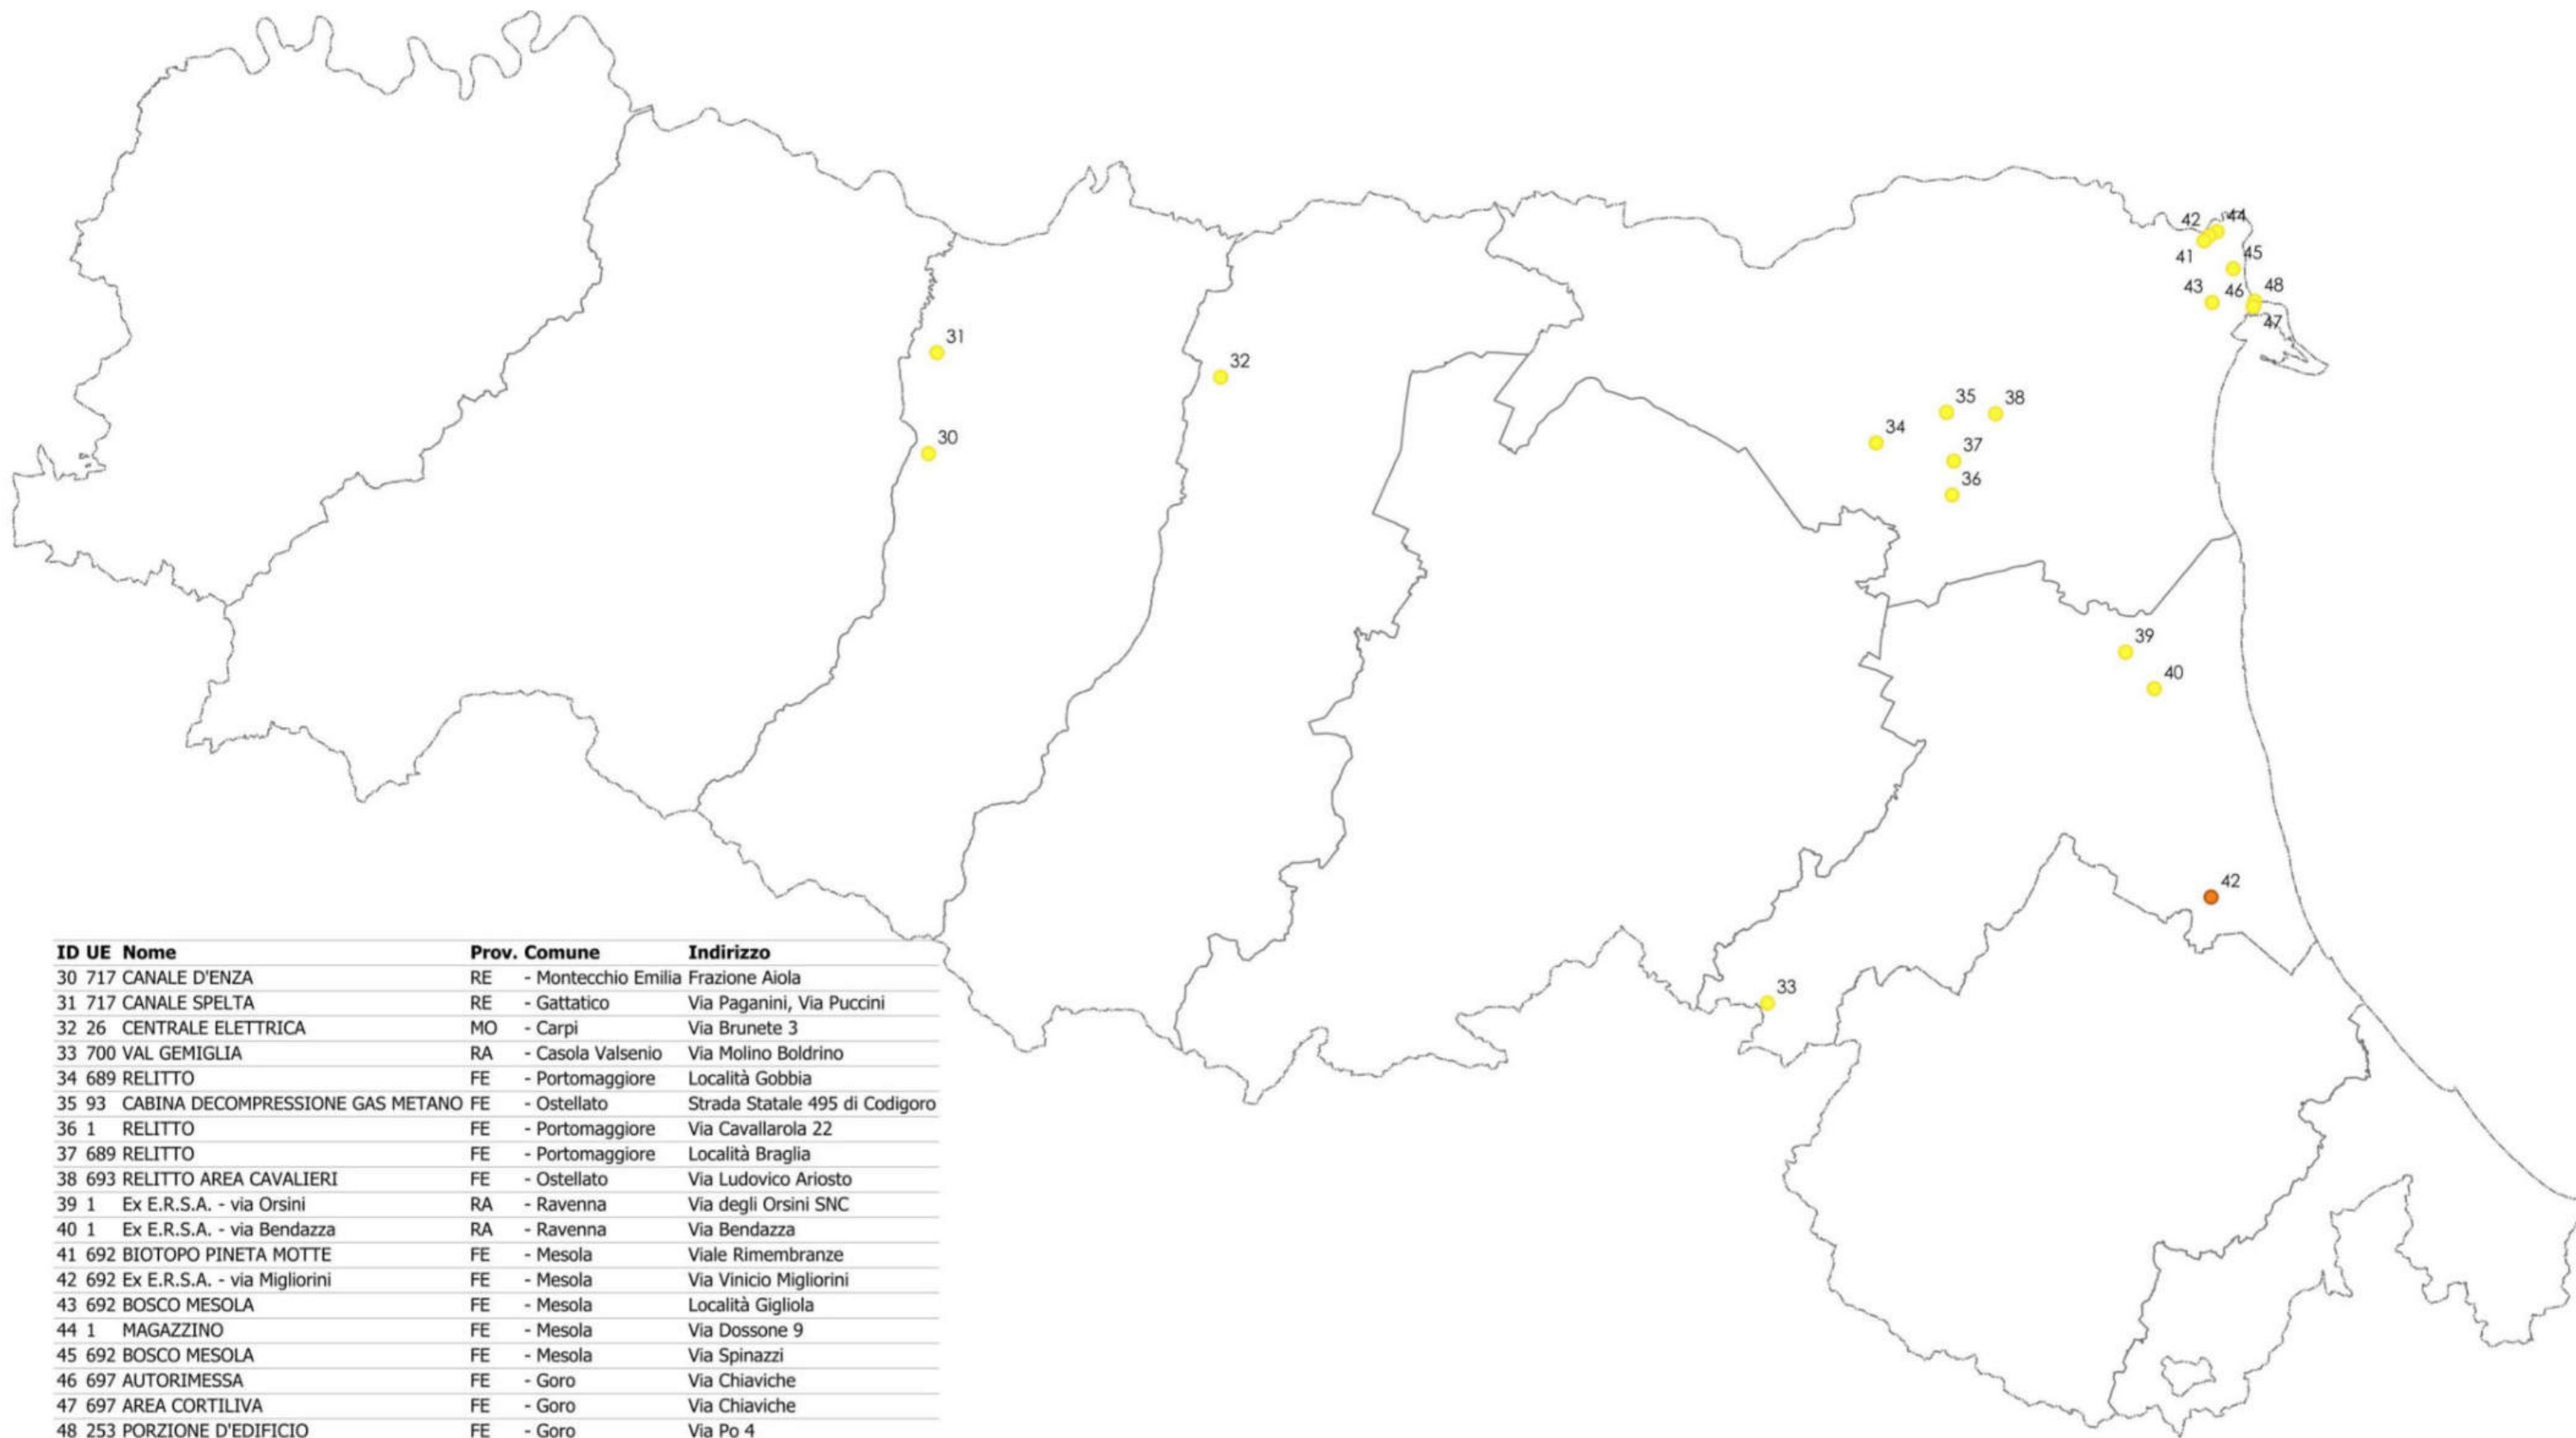 42
44
41
45
43
46
48
47
31
32
35
38
34
37
30
36
39
40
42
33
ID UE Nome Prov. Comune Indirizzo
30 717 CANALE D'ENZA RE - Montecchio Emilia Frazione Aiola
31 717 CANALE SPELTA RE - Gattatico Via Paganini, Via Puccini
32 26 CENTRALE ELETTRICA MO - Carpi Via Brunete 3
33 700 VAL GEMIGLIA RA - Casola Valsenio Via Molino Boldrino
34 689 RELITTO FE - Portomaggiore Località Gobbia
35 93 CABINA DECOMPRESSIONE GAS METANO FE - Ostellato Strada Statale 495 di Codigoro
36 1 RELITTO FE - Portomaggiore Via Cavallarola 22
37 689 RELITTO FE - Portomaggiore Località Braglia
38 693 RELITTO AREA CAVALIERI FE - Ostellato Via Ludovico Ariosto
39 1 Ex E.R.S.A. - via Orsini RA - Ravenna Via degli Orsini SNC
40 1 Ex E.R.S.A. - via Bendazza RA - Ravenna Via Bendazza
41 692 BIOTOPO PINETA MOTTE FE - Mesola Viale Rimembranze
42 692 Ex E.R.S.A. - via Migliorini FE - Mesola Via Vinicio Migliorini
43 692 BOSCO MESOLA FE - Mesola Località Gigliola
44 1 MAGAZZINO FE - Mesola Via Dossone 9
45 692 BOSCO MESOLA FE - Mesola Via Spinazzi
46 697 AUTORIMESSA FE - Goro Via Chiaviche
47 697 AREA CORTILIVA FE - Goro Via Chiaviche
48 253 PORZIONE D'EDIFICIO FE - Goro Via Po 4